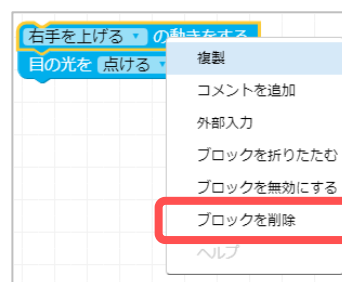 右手を上げる の動きをする
目の光を 点ける
複製
コメントを追加
外部入力
ブロックを折りたたむ
ブロックを無効にする
ブロックを削除
ヘルプ